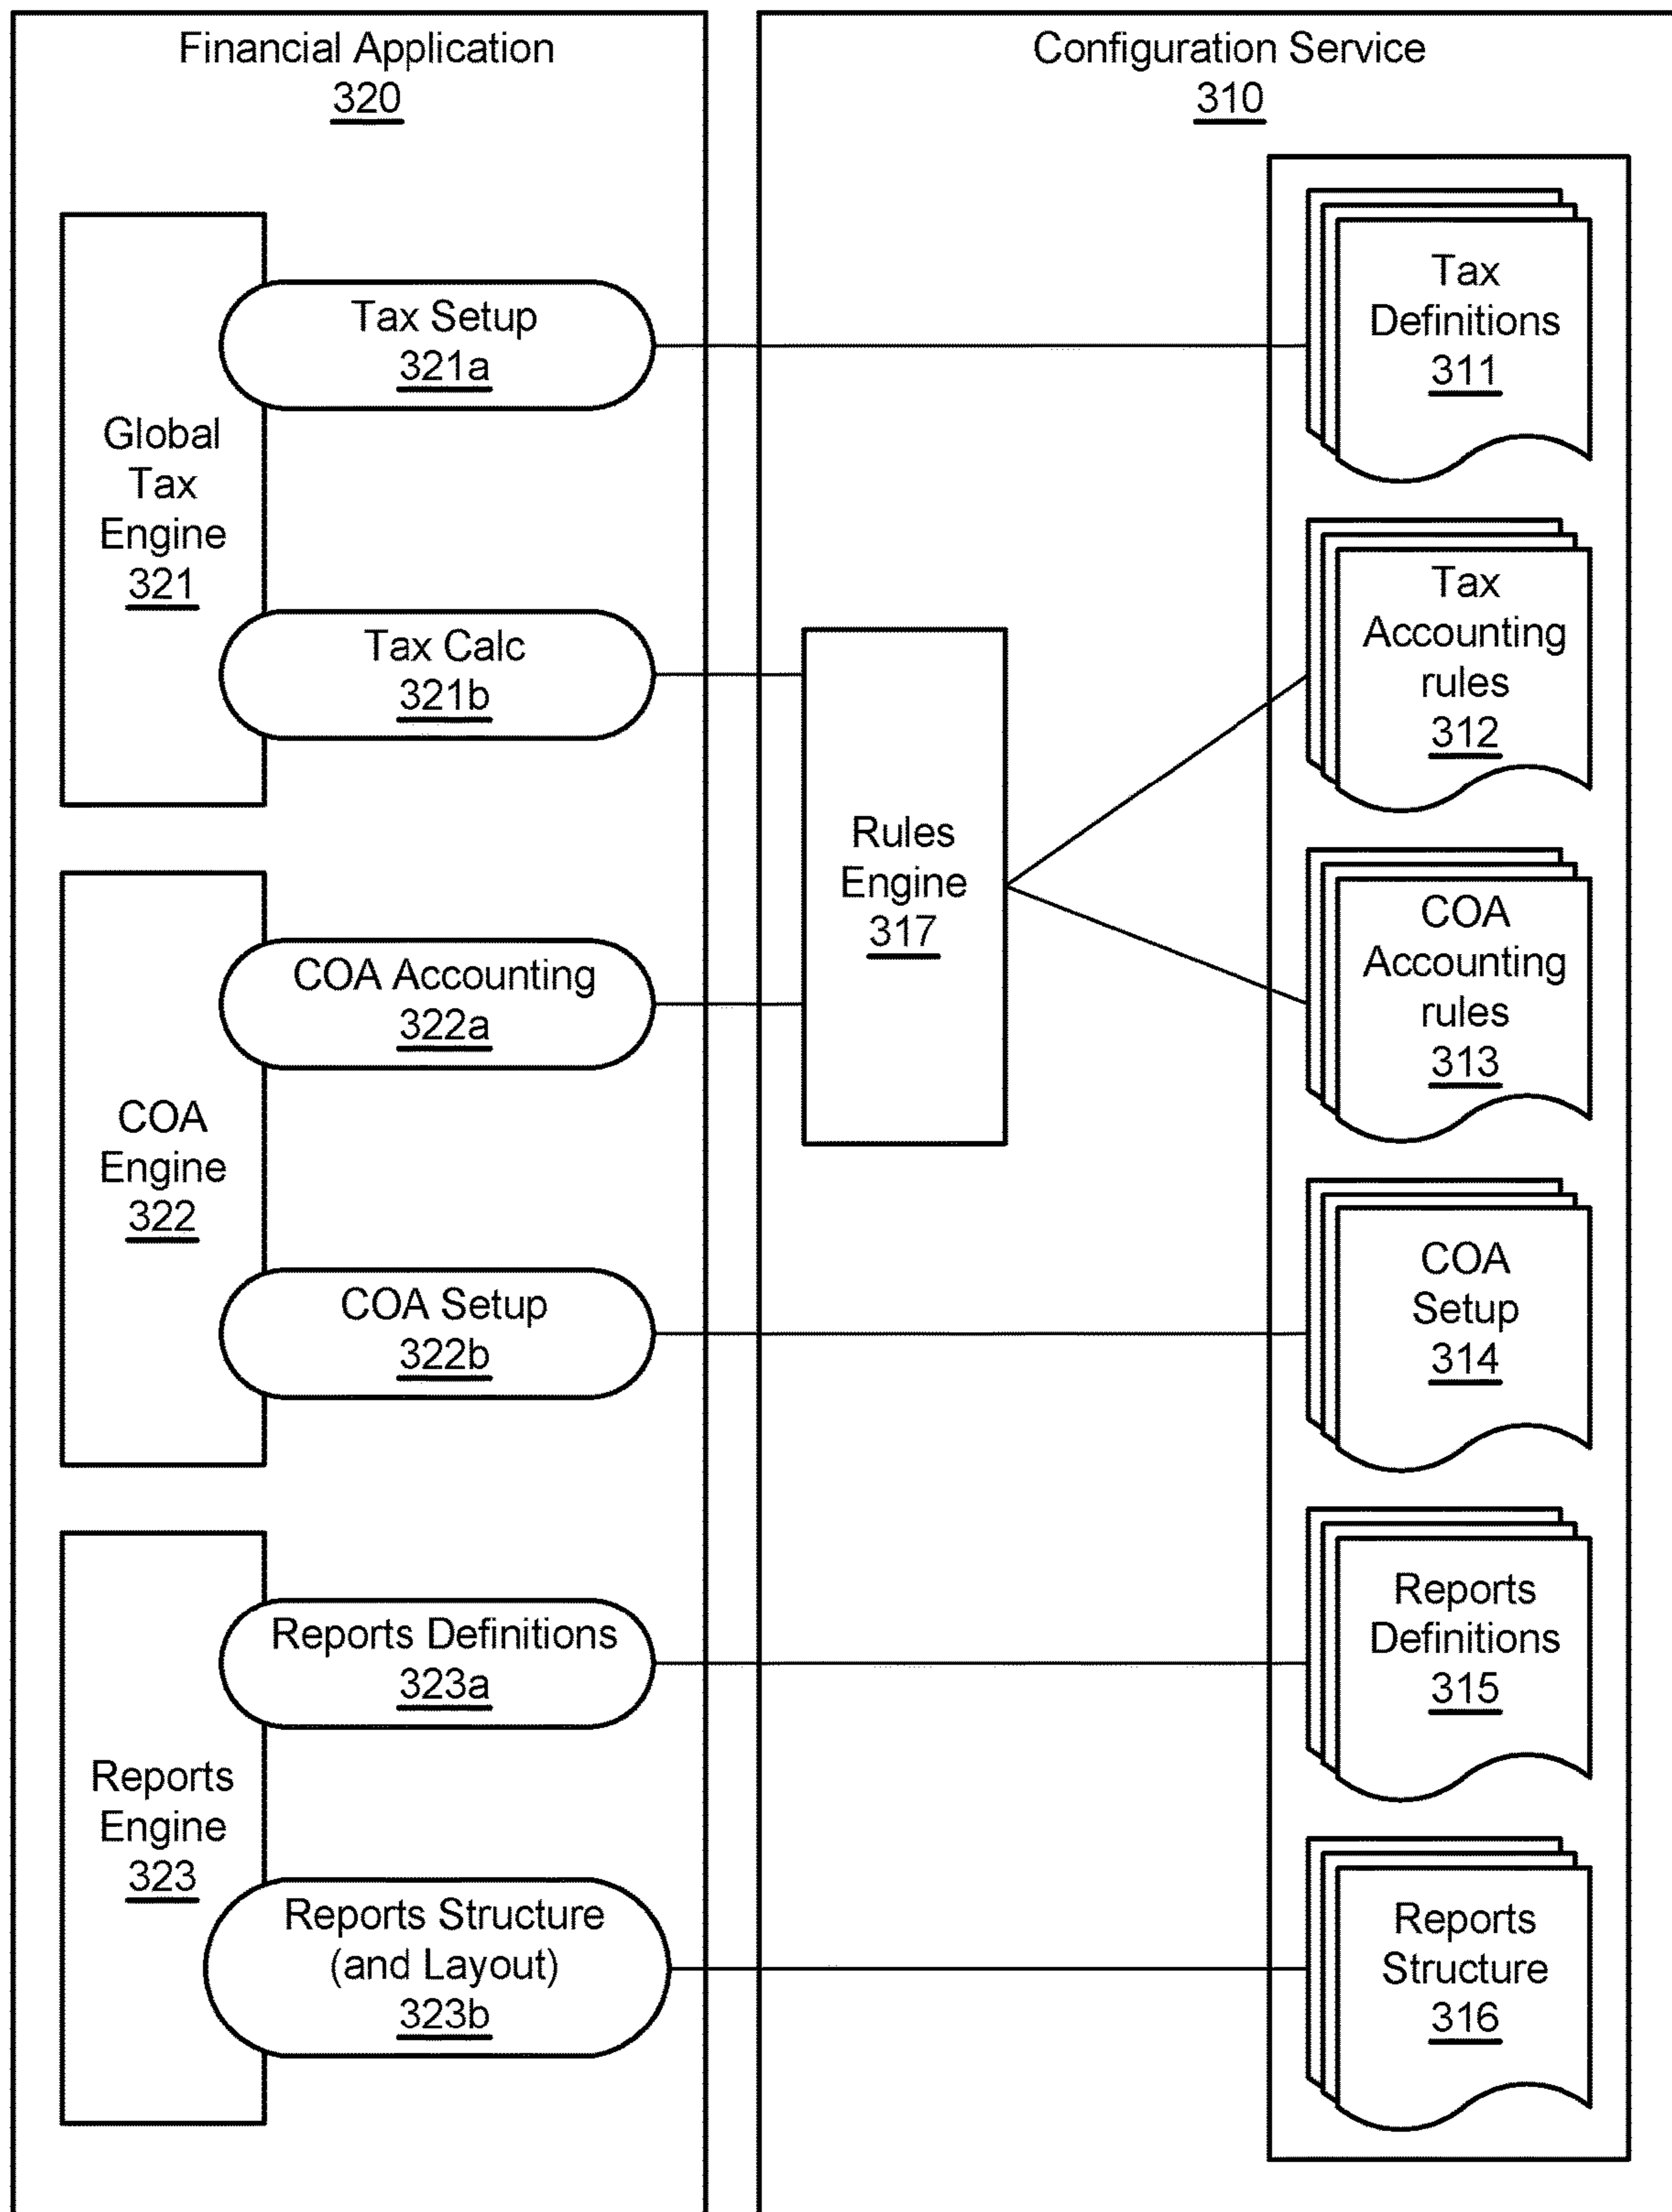 Financial Application
320
Global
Tax
Engine
321
Tax Setup
321a
Tax Calc
321b
COA
Engine
322
COA Accounting
322a
COA Setup
322b
Reports
Engine
323
Reports Definitions
323a
Reports Structure
(and Layout)
323b
Configuration Service
310
Rules
Engine
317
Tax
Definitions
311
Tax
Accounting
rules
312
COA
Accounting
rules
313
COA
Setup
314
Reports
Definitions
315
Reports
Structure
316